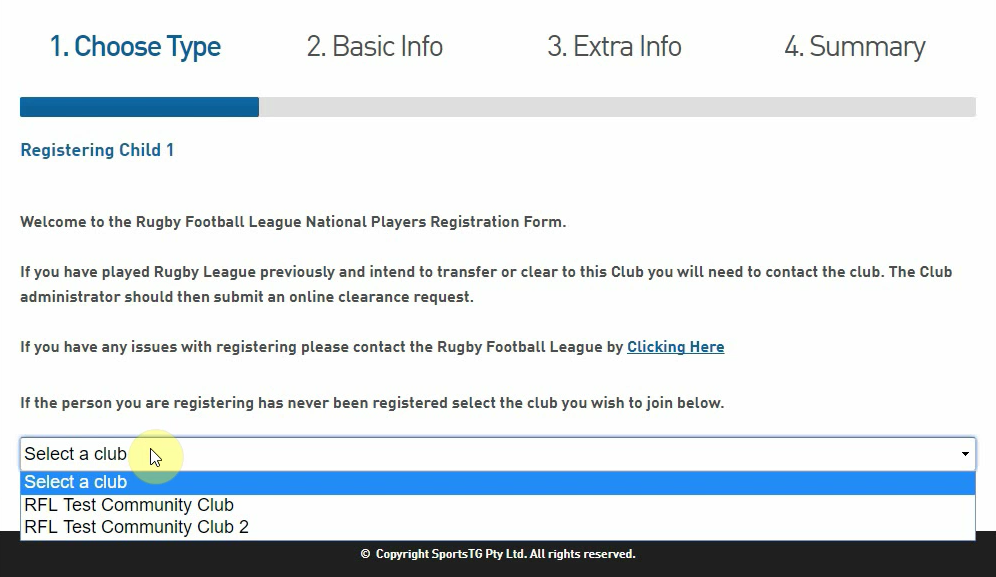 1. Choose Type 2. Basic Info 3. Extra Info 4. Summary
Registering Child 1
Welcome to the Rugby Football League National Players Registration Form.
If you have played Rugby League previously and intend to transfer or clear to this Club you will need to contact the club. The Club
administrator should then submit an online clearance request.
If you have any issues with registering please contact the Rugby Football League by Clicking Here
If the person you are registering has never been registered select the club you wish to join below.
Select a club
Select a club
RFL Test Community Club
RFL Test Community Club 2
© Copyright SportsTG Pty Ltd. All rights reserved.